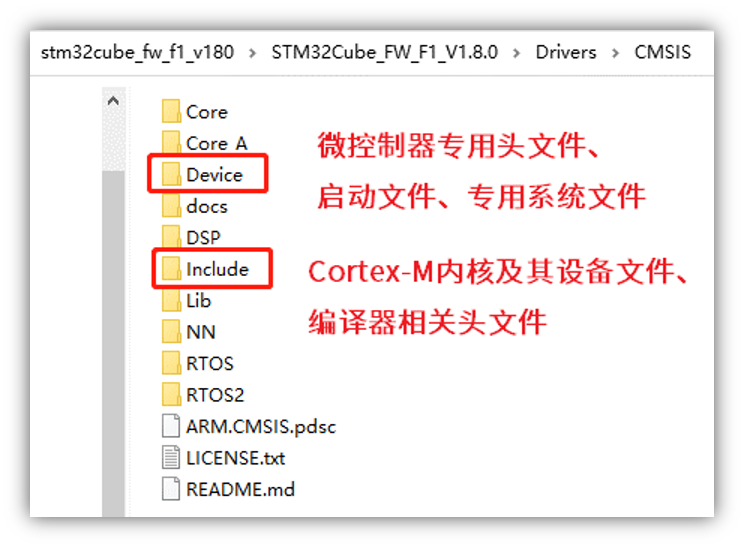 stm32cube_fw_f1_v180 > STM32Cube_FW_F1_V1.8.0 > Drivers > CMSIS
Core
Core_A
Device
docs
DSP
Include
Lib
NN
RTOS
RTOS2
ARM.CMSIS.pdsc
LICENSE.txt
README.md
微控制器专用头文件、
启动文件、专用系统文件
Cortex-M内核及其设备文件、
编译器相关头文件